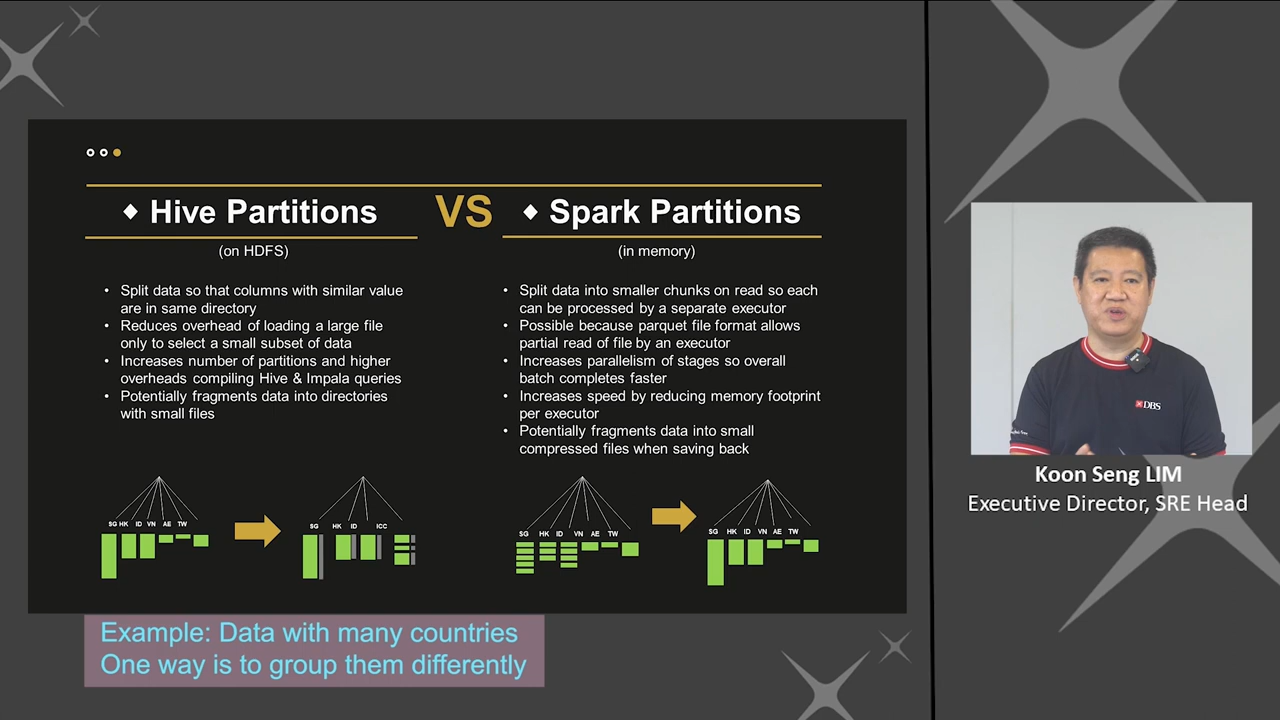 Hive Partitions
VS
Spark Partitions
(on HDFS)
(in memory)
• Split data so that columns with similar value
are in same directory
• Reduces overhead of loading a large file
only to select a small subset of data
• Increases number of partitions and higher
overheads compiling Hive & Impala queries
• Potentially fragments data into directories
with small files
• Split data into smaller chunks on read so each
can be processed by a separate executor
• Possible because parquet file format allows
partial read of file by an executor
• Increases parallelism of stages so overall
batch completes faster
• Increases speed by reducing memory footprint
per executor
• Potentially fragments data into small
compressed files when saving back
SG HK ID VN AE TW
SG HK ID ICC
SG HK ID VN AE TW
SG HK ID VN AE TW
Example: Data with many countries
One way is to group them differently
DBS
Koon Seng LIM
Executive Director, SRE Head